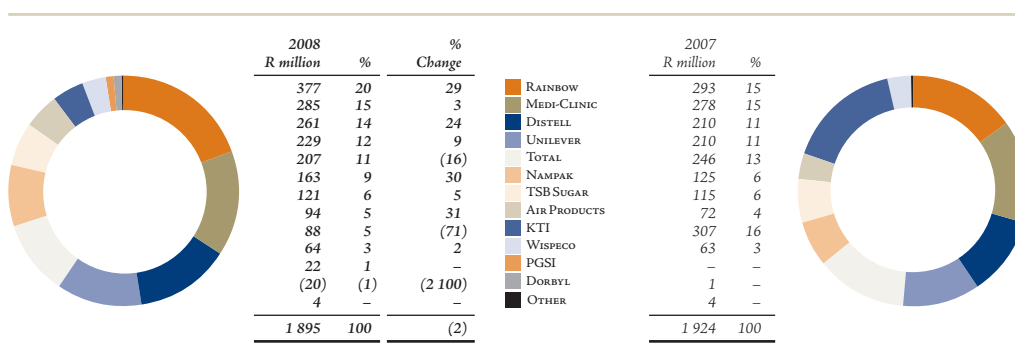 2008 % 2007
R million % Change R million %
377 20 29 Rainbow 293 15
285 15 3 Medi-Clinic 278 15
261 14 24 Distell 210 11
229 12 9 Unilever 210 11
207 11 (16) Total 246 13
163 9 30 Nampak 125 6
121 6 5 TSB Sugar 115 6
94 5 31 Air Products 72 4
88 5 (71) KTI 307 16
64 3 2 Wispeco 63 3
22 1 – PGSI – –
(20) (1) (2 100) Dorbyl 1 –
4 – – Other 4 –
1 895 100 (2) 1 924 100